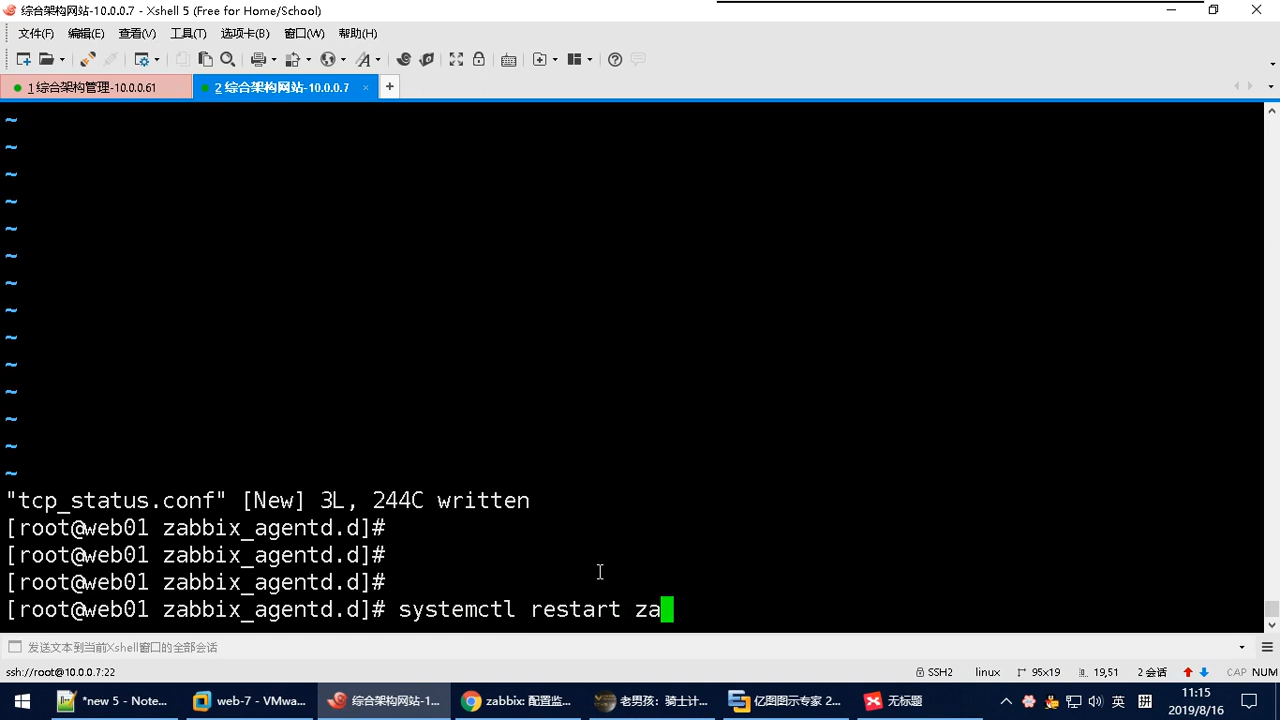 综合架构网站-10.0.0.7 - Xshell 5 (Free for Home/School)
文件(F) 编辑(E) 查看(V) 工具(T) 选项卡(B) 窗口(W) 帮助(H)
1 综合架构管理-10.0.0.61 2 综合架构网站-10.0.0.7 × +
~
~
~
~
~
~
~
~
~
~
~
~
~
~
"tcp_status.conf" [New] 3L, 244C written
[root@web01 zabbix_agentd.d]#
[root@web01 zabbix_agentd.d]#
[root@web01 zabbix_agentd.d]#
[root@web01 zabbix_agentd.d]# systemctl restart za
发送文本到当前Xshell窗口的全部会话
ssh://root@10.0.0.7:22 SSH2 linux 95x19 19,51 2 会话 CAP NUM
*new 5 - Note... web-7 - VMwa... 综合架构网站-1... zabbix 配置监... 老男孩：骑士计... 亿图图示专家 2... 无标题 英 拼 11:15
2019/8/16